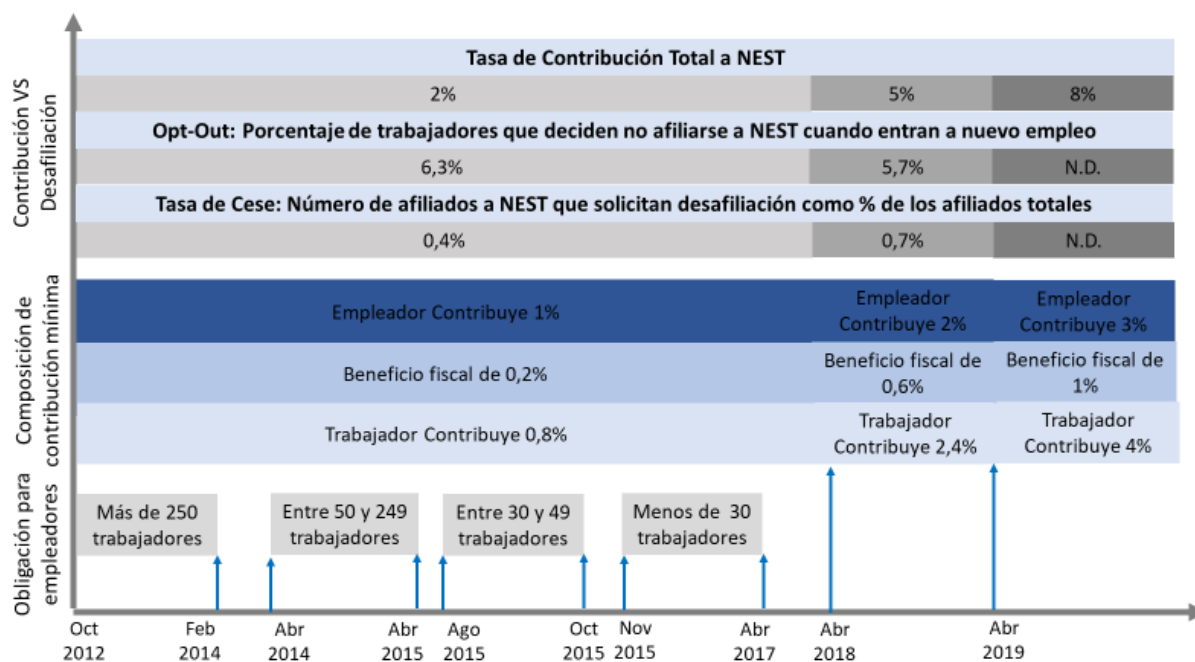 Contribución VS
Desafiliación
Tasa de Contribución Total a NEST
2%
5%
8%
Opt-Out: Porcentaje de trabajadores que deciden no afiliarse a NEST cuando entran a nuevo empleo
6,3%
5,7%
N.D.
Tasa de Cese: Número de afiliados a NEST que solicitan desafiliación como % de los afiliados totales
0,4%
0,7%
N.D.
Composición de
contribución mínima
Empleador Contribuye 1%
Empleador
Contribuye 2%
Empleador
Contribuye 3%
Beneficio fiscal de 0,2%
Beneficio fiscal de
0,6%
Beneficio fiscal de
1%
Trabajador Contribuye 0,8%
Trabajador
Contribuye 2,4%
Trabajador
Contribuye 4%
Obligación para
empleadores
Más de 250
trabajadores
Entre 50 y 249
trabajadores
Entre 30 y 49
trabajadores
Menos de 30
trabajadores
Oct
2012
Feb
2014
Abr
2014
Abr
2015
Ago
2015
Oct
2015
Nov
2015
Abr
2017
Abr
2018
Abr
2019